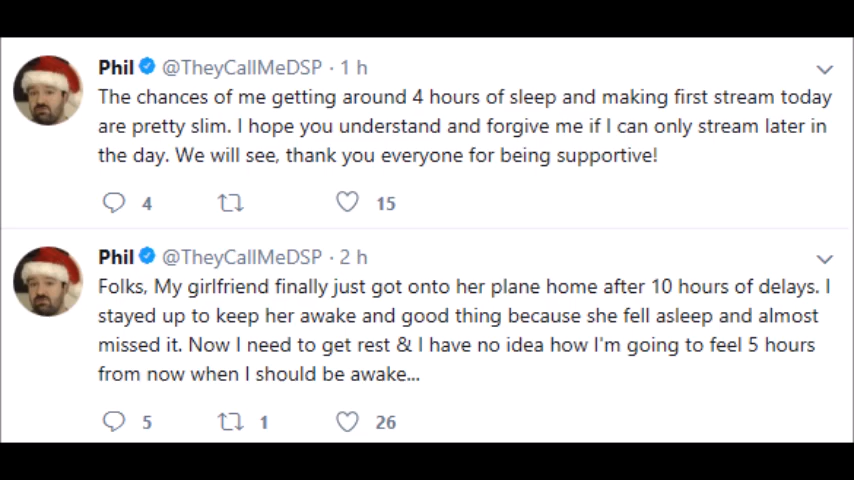 Phil @TheyCallMeDSP · 1 h
The chances of me getting around 4 hours of sleep and making first stream today
are pretty slim. I hope you understand and forgive me if I can only stream later in
the day. We will see, thank you everyone for being supportive!
4 15
Phil @TheyCallMeDSP · 2 h
Folks, My girlfriend finally just got onto her plane home after 10 hours of delays. I
stayed up to keep her awake and good thing because she fell asleep and almost
missed it. Now I need to get rest & I have no idea how I'm going to feel 5 hours
from now when I should be awake...
5 1 26